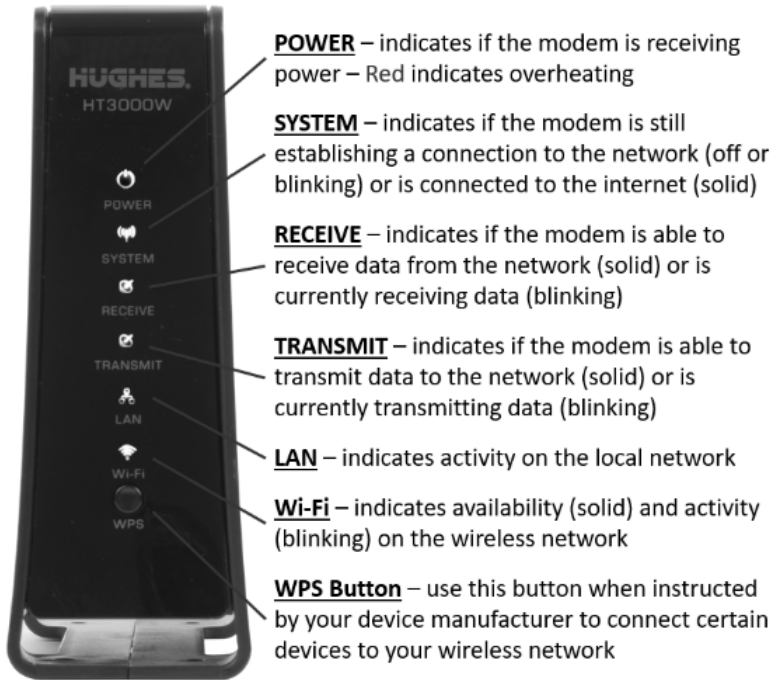 HUGHES.
HT3000W
POWER
SYSTEM
RECEIVE
TRANSMIT
LAN
Wi-Fi
WPS
POWER – indicates if the modem is receiving
power – Red indicates overheating
SYSTEM – indicates if the modem is still
establishing a connection to the network (off or
blinking) or is connected to the internet (solid)
RECEIVE – indicates if the modem is able to
receive data from the network (solid) or is
currently receiving data (blinking)
TRANSMIT – indicates if the modem is able to
transmit data to the network (solid) or is
currently transmitting data (blinking)
LAN – indicates activity on the local network
Wi-Fi – indicates availability (solid) and activity
(blinking) on the wireless network
WPS Button – use this button when instructed
by your device manufacturer to connect certain
devices to your wireless network